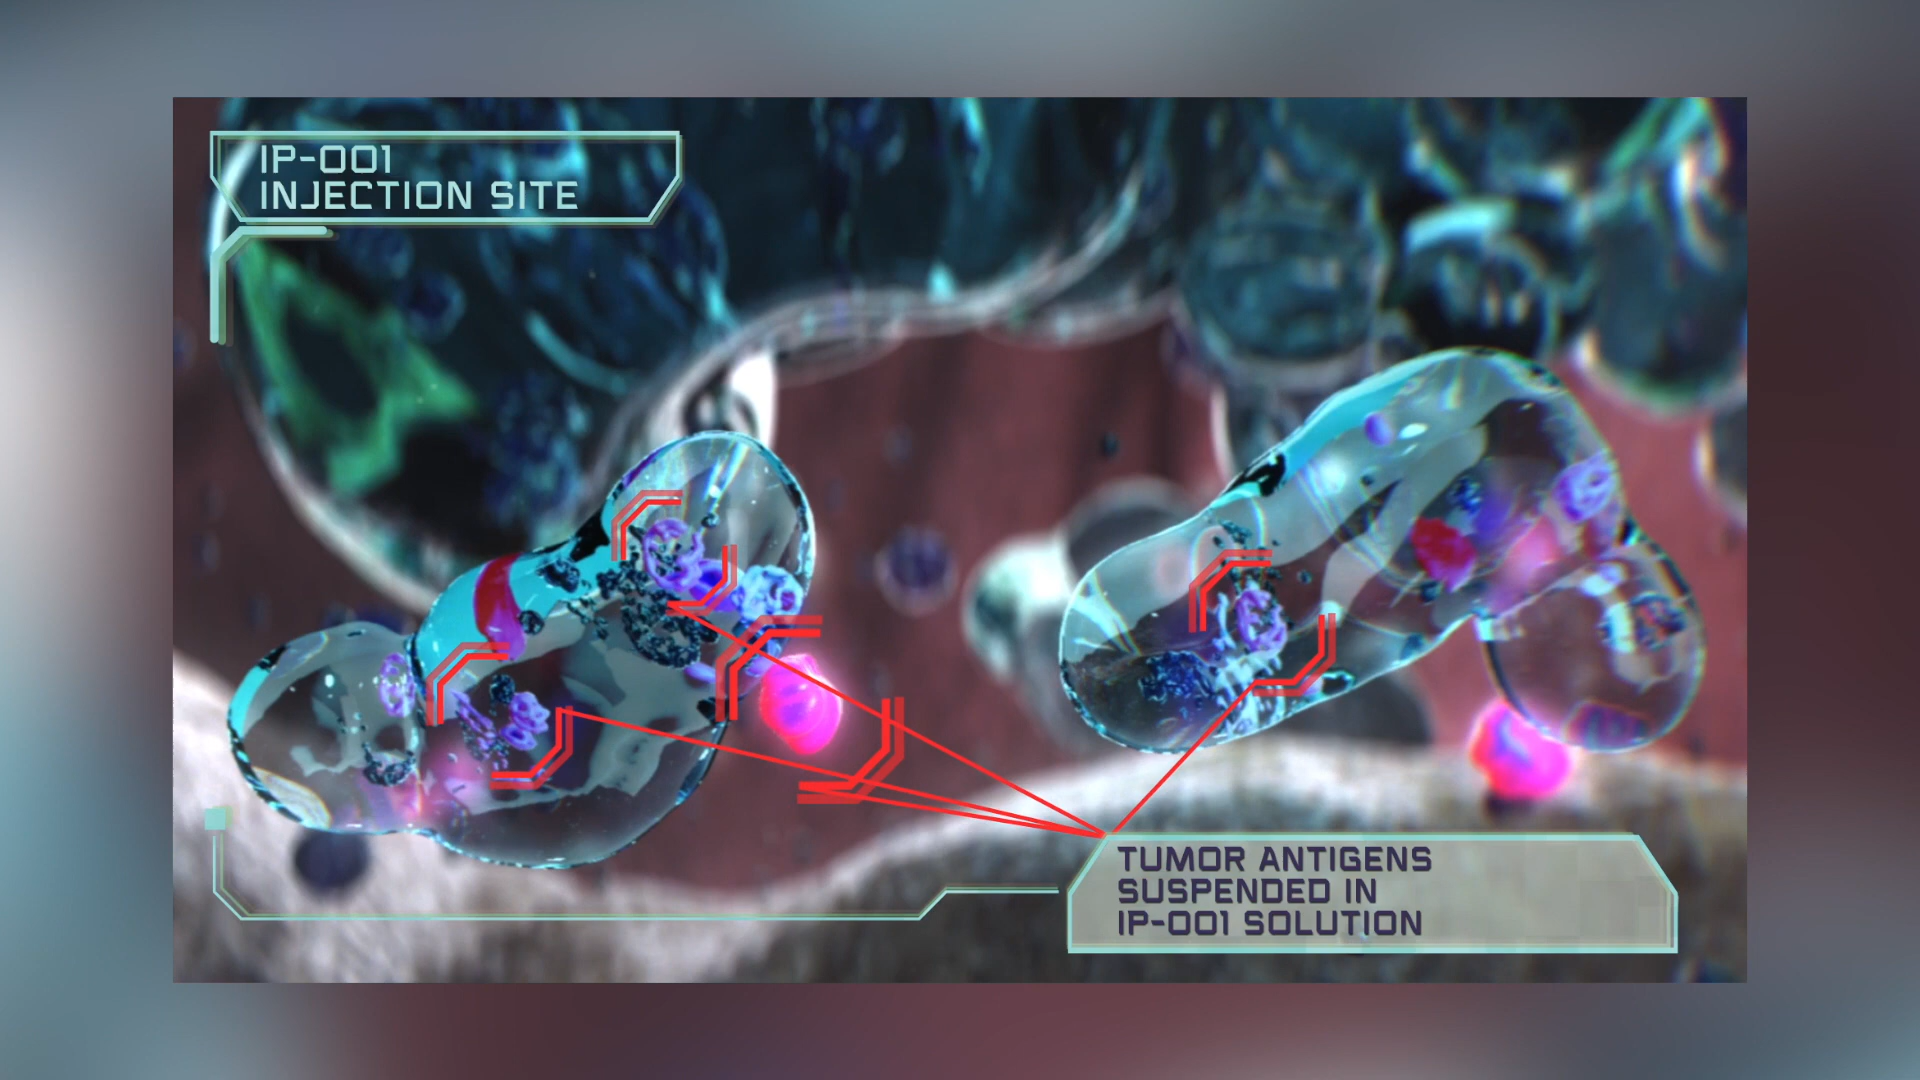 IP-001
INJECTION SITE
TUMOR ANTIGENS
SUSPENDED IN
IP-001 SOLUTION